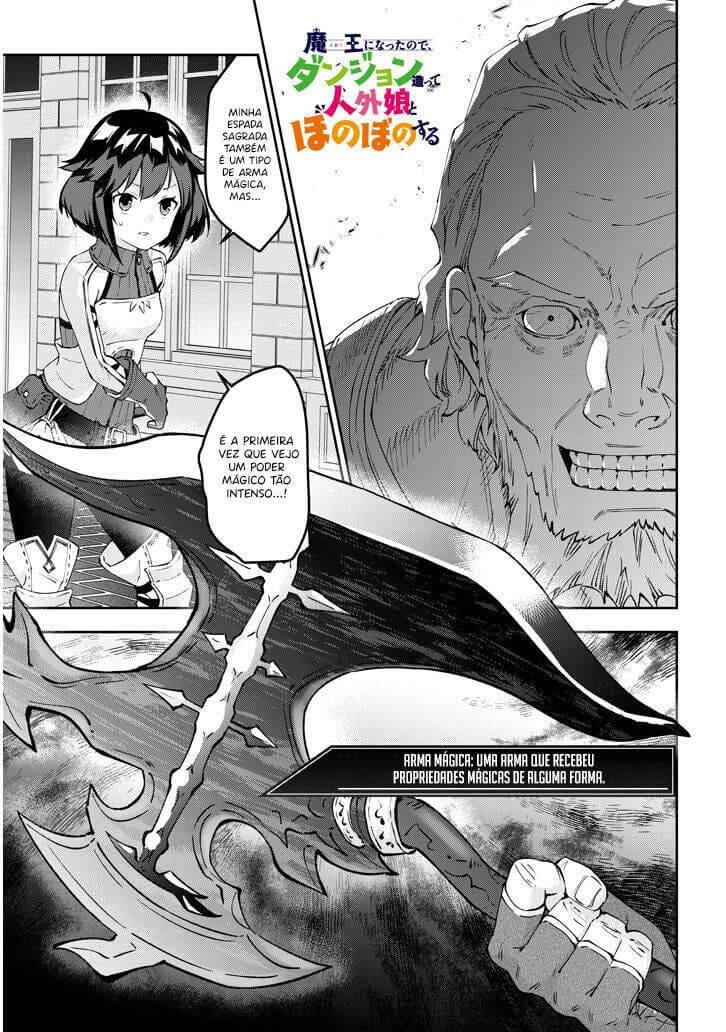 魔王になったので、
ダンジョン造って
人外娘と
ほのぼのする
MINHA
ESPADA
SAGRADA
TAMBÉM
É UM TIPO
DE ARMA
MÁGICA,
MAS...
É A PRIMEIRA
VEZ QUE VEJO
UM PODER
MÁGICO TÃO
INTENSO...!
ARMA MÁGICA: UMA ARMA QUE RECEBEU
PROPRIEDADES MÁGICAS DE ALGUMA FORMA.